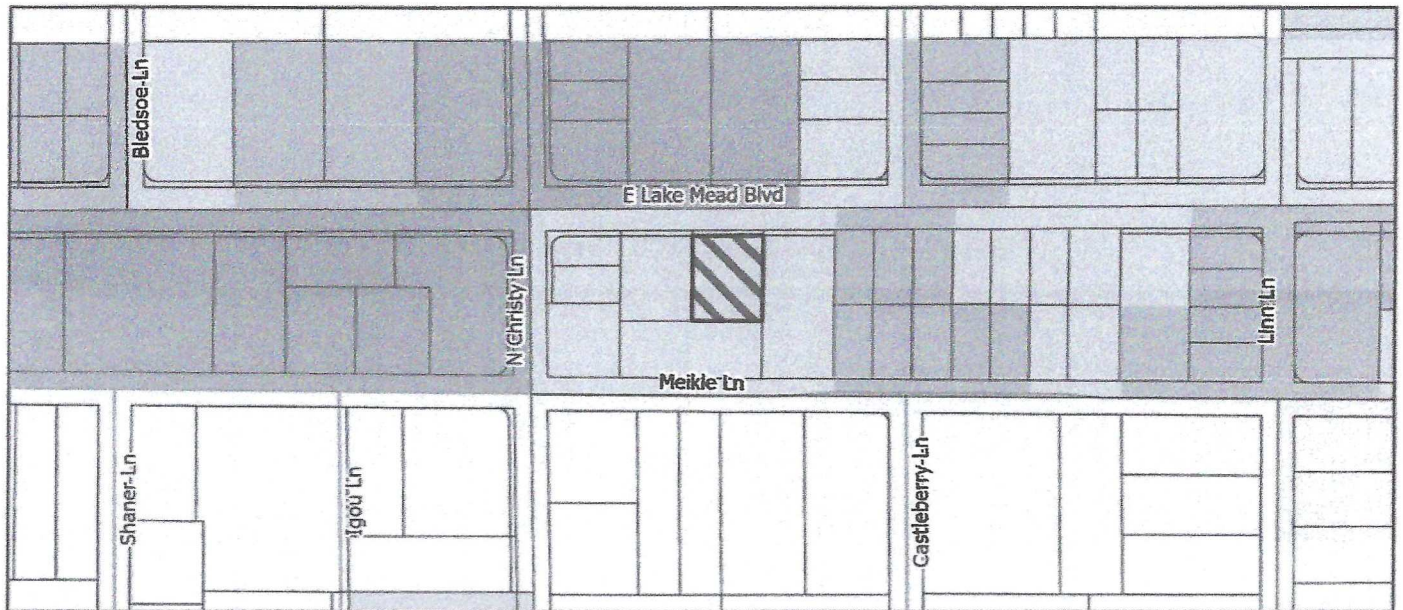 Bledsoe-Ln
E Lake Mead Blvd
N Christy Ln
Linn Ln
Meikle Ln
Shaner-Ln
Igou Ln
Castleberry-Ln